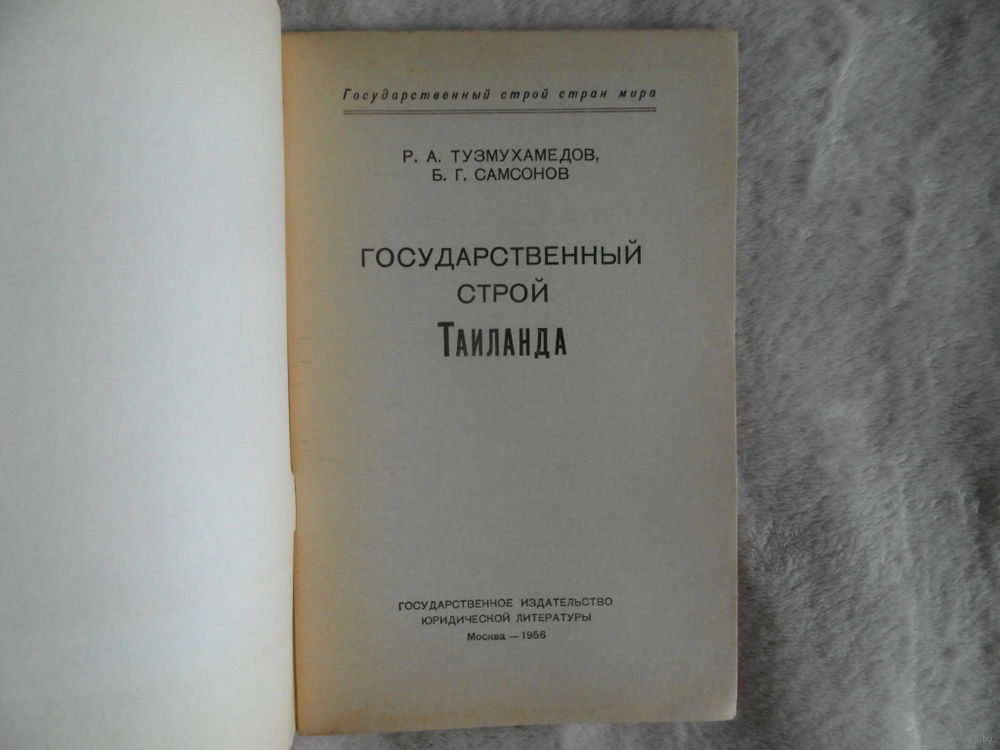 Государственный строй стран мира
Р. А. ТУЗМУХАМЕДОВ,
Б. Г. САМСОНОВ
ГОСУДАРСТВЕННЫЙ
СТРОЙ
ТАИЛАНДА
ГОСУДАРСТВЕННОЕ ИЗДАТЕЛЬСТВО
ЮРИДИЧЕСКОЙ ЛИТЕРАТУРЫ
Москва — 1956